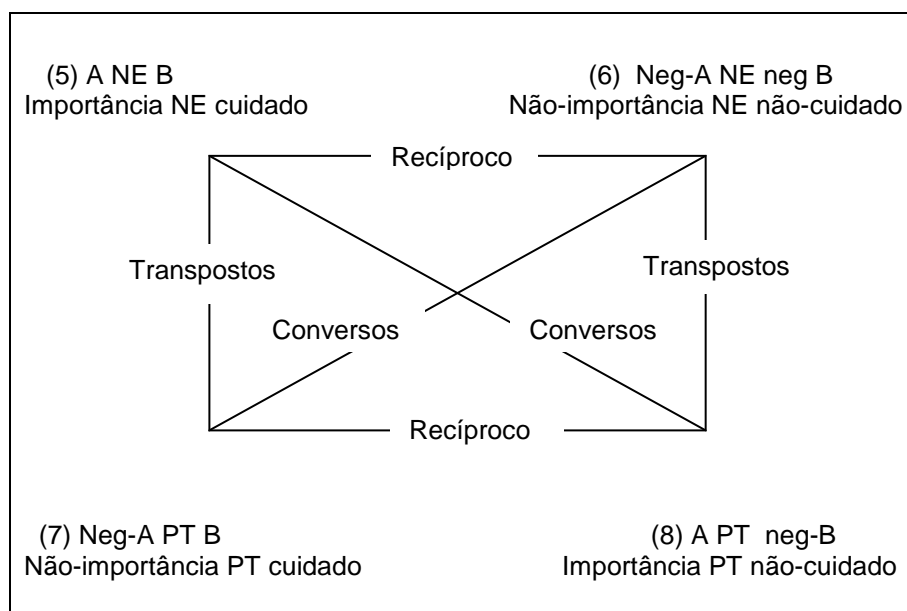 (5) A NE B
Importância NE cuidado
(6) Neg-A NE neg B
Não-importância NE não-cuidado
Recíproco
Transpostos
Transpostos
Conversos
Conversos
Recíproco
(7) Neg-A PT B
Não-importância PT cuidado
(8) A PT neg-B
Importância PT não-cuidado